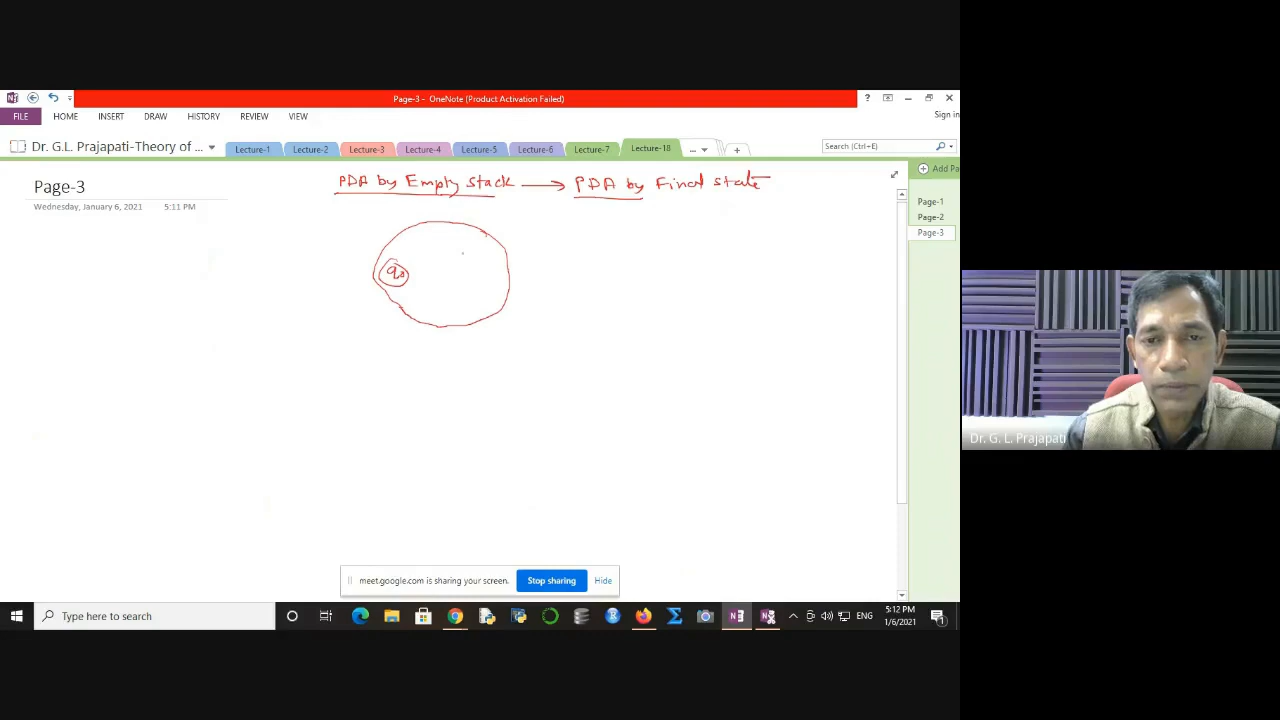 Page-3 - OneNote (Product Activation Failed)
Sign in
FILE HOME INSERT DRAW HISTORY REVIEW VIEW
Dr. G.L. Prajapati-Theory of ... Lecture-1 Lecture-2 Lecture-3 Lecture-4 Lecture-5 Lecture-6 Lecture-7 Lecture-18 ... Search (Ctrl+E)
Add Pa
Page-3
Wednesday, January 6, 2021 5:11 PM
PDA by Empty stack → PDA by Final state
q0
Page-1
Page-2
Page-3
Dr. G. L. Prajapati
meet.google.com is sharing your screen. Stop sharing Hide
Type here to search
ENG
5:12 PM
1/6/2021